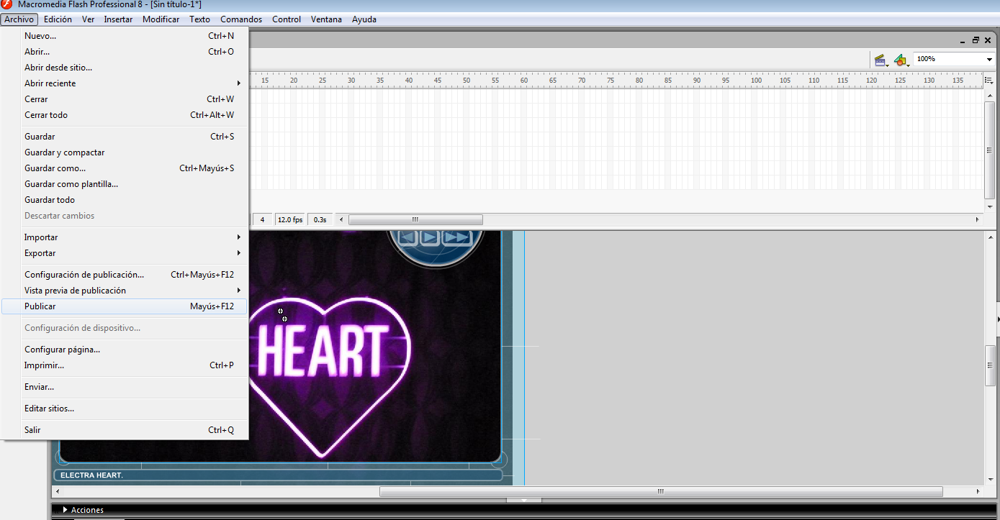 Macromedia Flash Professional 8 - [Sin título-1*]
Archivo Edición Ver Insertar Modificar Texto Comandos Control Ventana Ayuda
Nuevo... Ctrl+N
Abrir... Ctrl+O
Abrir desde sitio...
Abrir reciente
Cerrar Ctrl+W
Cerrar todo Ctrl+Alt+W
Guardar Ctrl+S
Guardar y compactar
Guardar como... Ctrl+Mayús+S
Guardar como plantilla...
Guardar todo
Descartar cambios
Importar
Exportar
Configuración de publicación... Ctrl+Mayús+F12
Vista previa de publicación
Publicar Mayús+F12
Configuración de dispositivo...
Configurar página...
Imprimir... Ctrl+P
Enviar...
Editar sitios...
Salir Ctrl+Q
100%
15 20 25 30 35 40 45 50 55 60 65 70 75 80 85 90 95 100 105 110 115 120 125 130 135
4 12.0 fps 0.3s
HEART
ELECTRA HEART.
Acciones